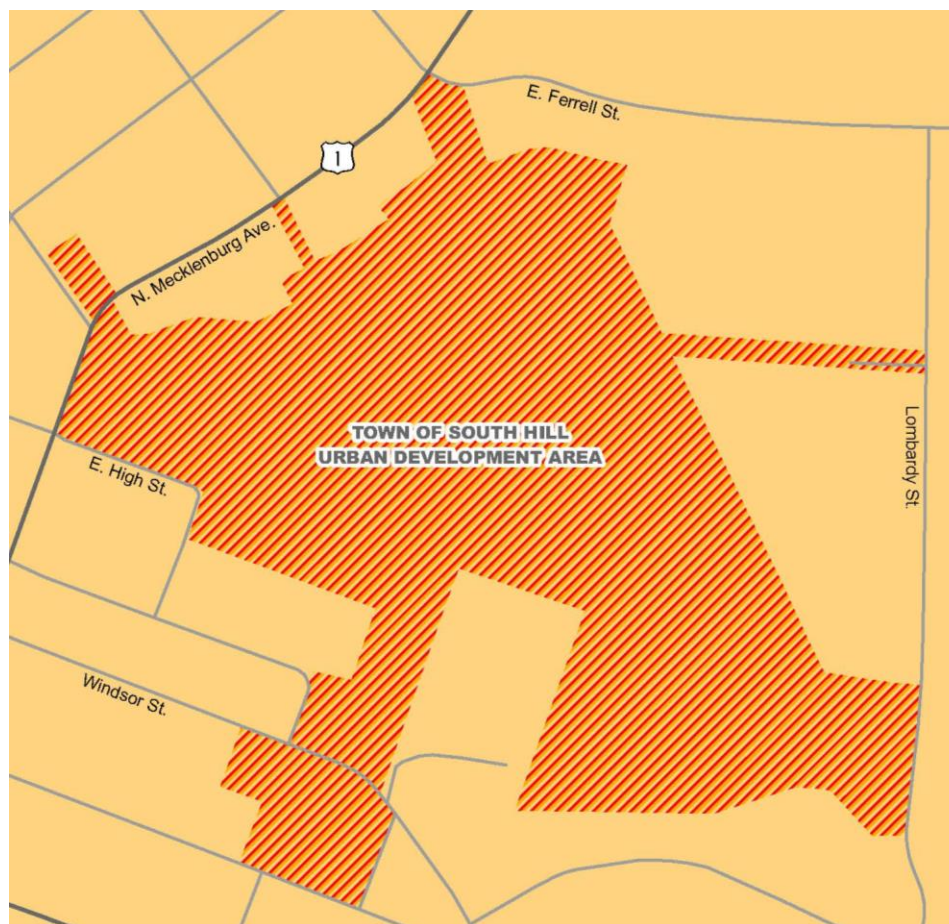 E. Ferrell St.
1
N. Mecklenburg Ave.
TOWN OF SOUTH HILL
URBAN DEVELOPMENT AREA
Lombardy St.
E. High St.
Windsor St.